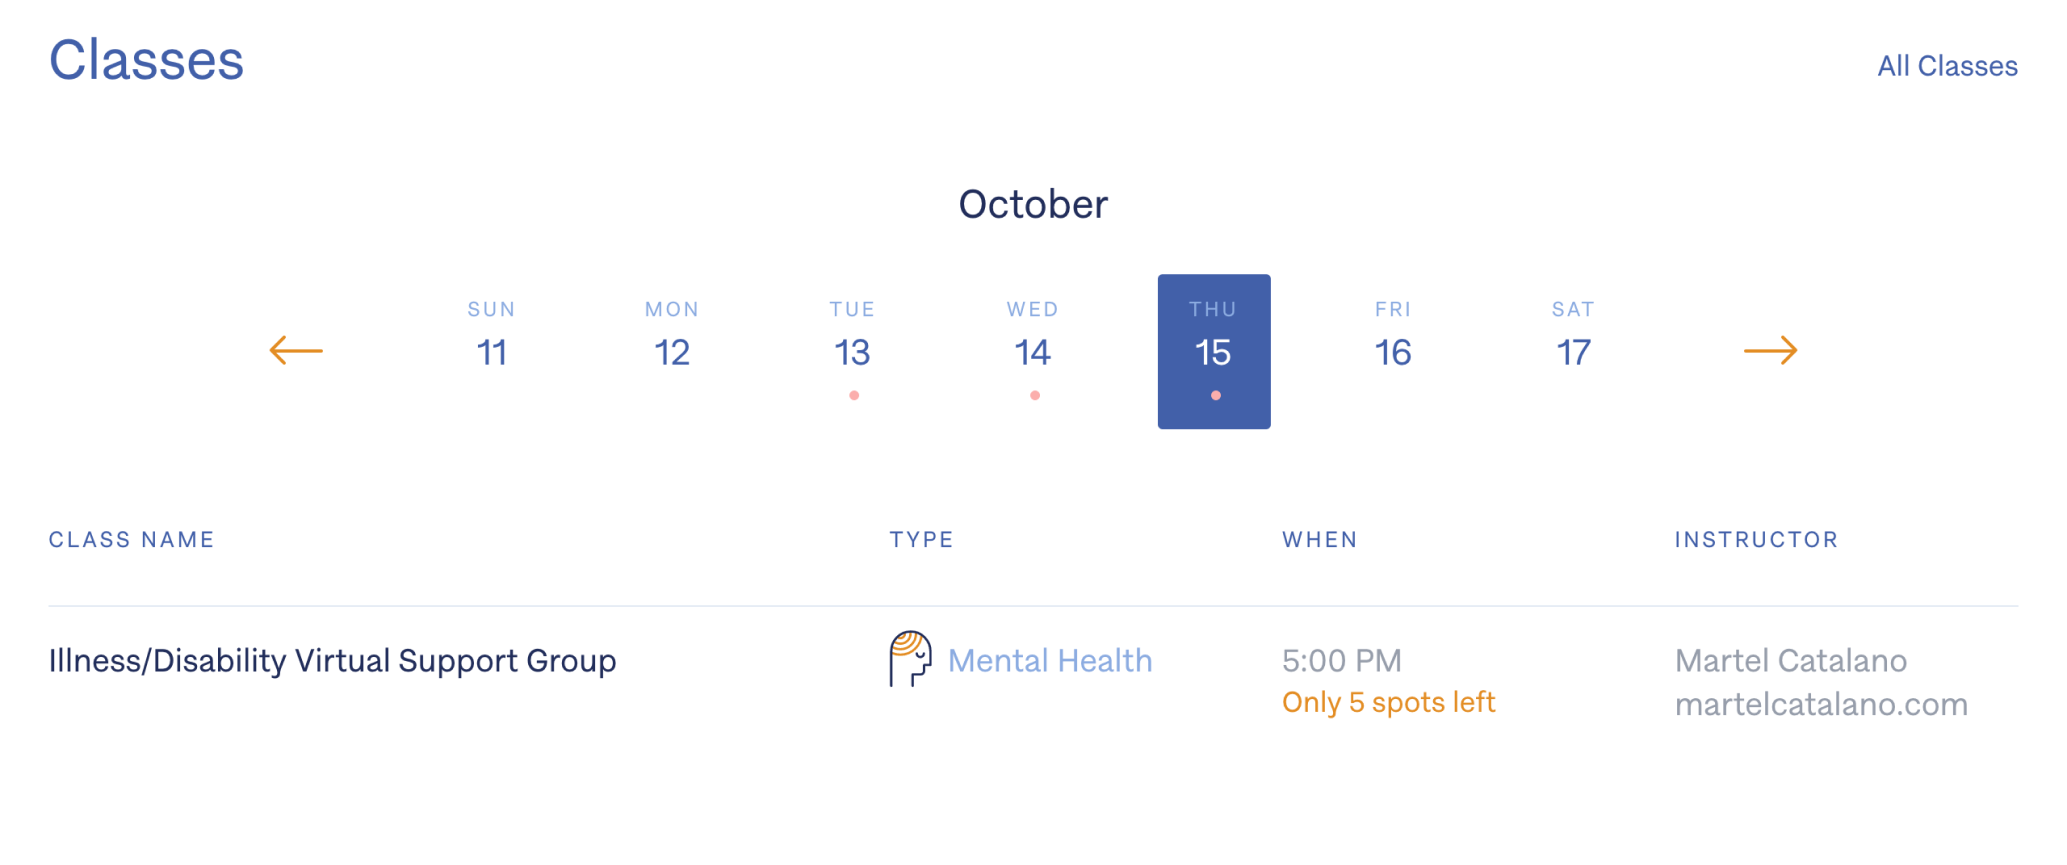 Classes
All Classes
October
SUN MON TUE WED THU FRI SAT
11 12 13 14 15 16 17
CLASS NAME TYPE WHEN INSTRUCTOR
Illness/Disability Virtual Support Group Mental Health 5:00 PM Martel Catalano
Only 5 spots left martelcatalano.com